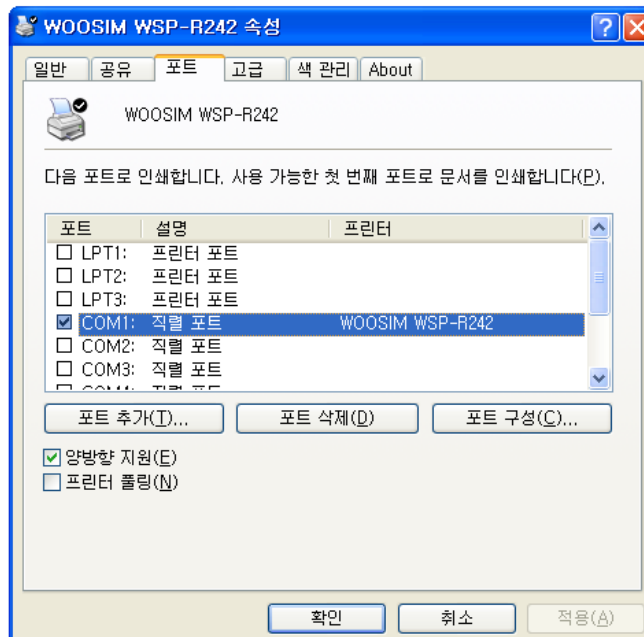 WOOSIM WSP-R242 속성
일반 공유 포트 고급 색 관리 About
WOOSIM WSP-R242
다음 포트로 인쇄합니다. 사용 가능한 첫 번째 포트로 문서를 인쇄합니다(P).
포트 설명 프린터
LPT1: 프린터 포트
LPT2: 프린터 포트
LPT3: 프린터 포트
COM1: 직렬 포트 WOOSIM WSP-R242
COM2: 직렬 포트
COM3: 직렬 포트
포트 추가(T)... 포트 삭제(D) 포트 구성(C)...
양방향 지원(E)
프린터 풀링(N)
확인 취소 적용(A)